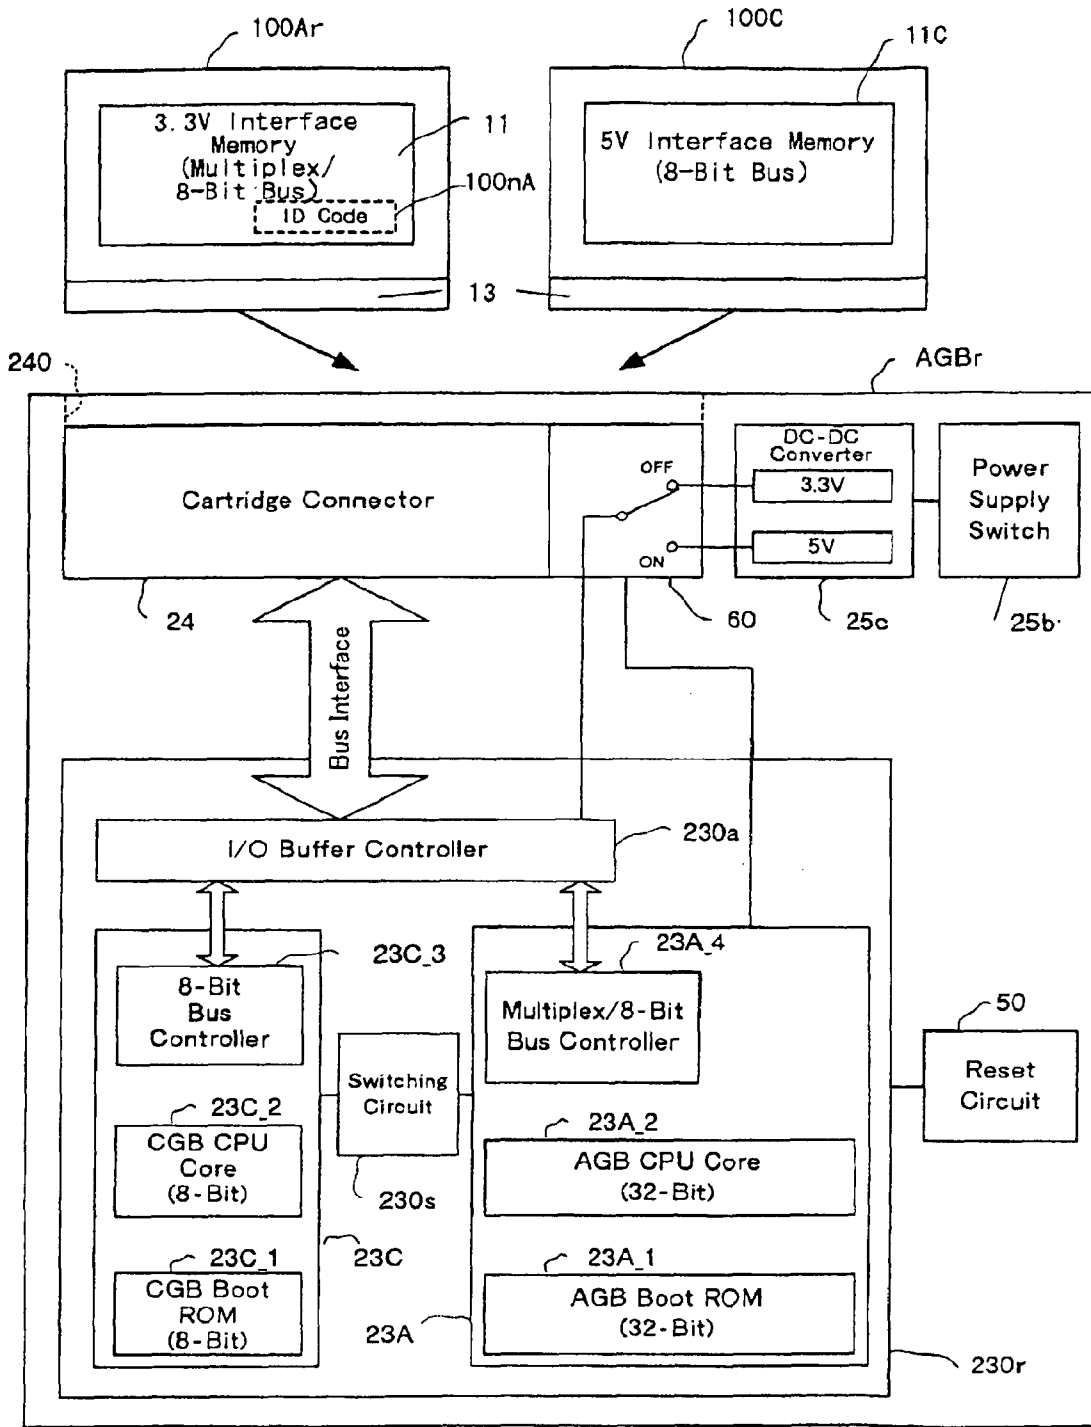 100Ar
100C
11C
3.3V Interface
Memory
(Multiplex/
8-Bit Bus)
ID Code
11
100nA
5V Interface Memory
(8-Bit Bus)
13
240
AGBr
Cartridge Connector
OFF
ON
DC-DC
Converter
3.3V
5V
Power
Supply
Switch
24
60
25c
25b
Bus Interface
I/O Buffer Controller
230a
23C_3
8-Bit
Bus
Controller
23A_4
Multiplex/8-Bit
Bus Controller
Switching
Circuit
230s
50
Reset
Circuit
23C_2
CGB CPU
Core
(8-Bit)
23A_2
AGB CPU Core
(32-Bit)
23C_1
CGB Boot
ROM
(8-Bit)
23C
23A_1
AGB Boot ROM
(32-Bit)
23A
230r